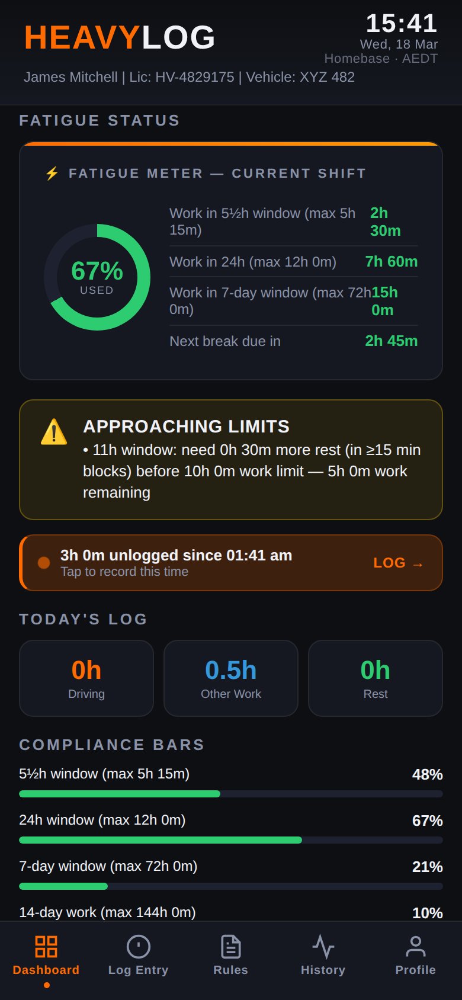 HEAVYLOG
15:41
Wed, 18 Mar
Homebase · AEDT
James Mitchell | Lic: HV-4829175 | Vehicle: XYZ 482
FATIGUE STATUS
⚡ FATIGUE METER — CURRENT SHIFT
67%
USED
Work in 5½h window (max 5h 15m)
2h 30m
Work in 24h (max 12h 0m)
7h 60m
Work in 7-day window (max 72h 0m)
15h 0m
Next break due in
2h 45m
⚠️ APPROACHING LIMITS
• 11h window: need 0h 30m more rest (in ≥15 min
blocks) before 10h 0m work limit — 5h 0m work
remaining
3h 0m unlogged since 01:41 am
Tap to record this time
LOG →
TODAY'S LOG
0h
Driving
0.5h
Other Work
0h
Rest
COMPLIANCE BARS
5½h window (max 5h 15m)
48%
24h window (max 12h 0m)
67%
7-day window (max 72h 0m)
21%
14-day work (max 144h 0m)
10%
Dashboard
Log Entry
Rules
History
Profile